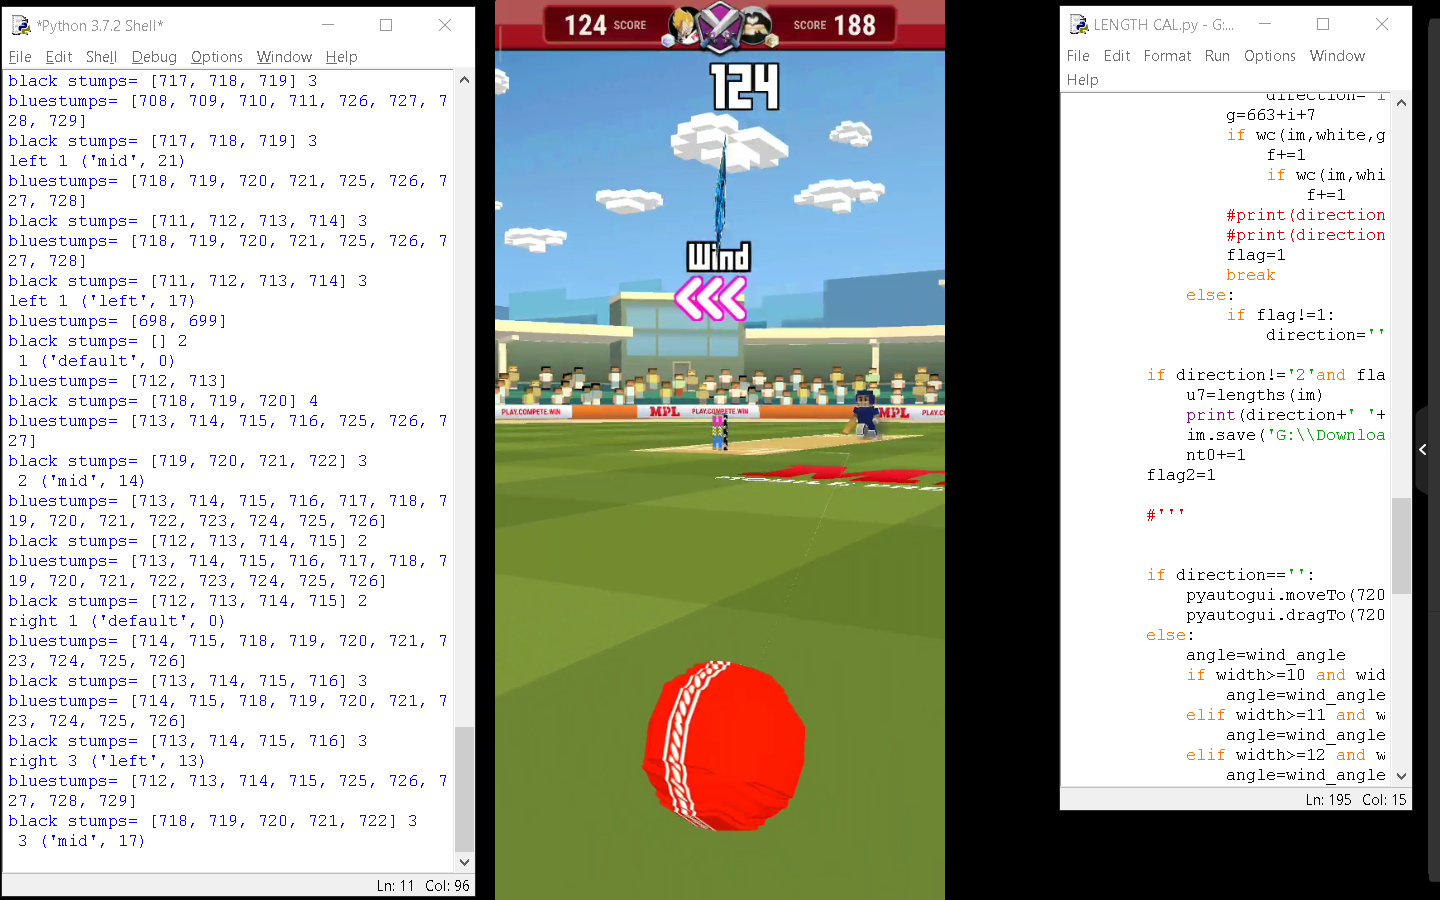 *Python 3.7.2 Shell*
File Edit Shell Debug Options Window Help
black stumps= [717, 718, 719] 3
bluestumps= [708, 709, 710, 711, 726, 727, 7
28, 729]
black stumps= [717, 718, 719] 3
left 1 ('mid', 21)
bluestumps= [718, 719, 720, 721, 725, 726, 7
27, 728]
black stumps= [711, 712, 713, 714] 3
bluestumps= [718, 719, 720, 721, 725, 726, 7
27, 728]
black stumps= [711, 712, 713, 714] 3
left 1 ('left', 17)
bluestumps= [698, 699]
black stumps= [] 2
1 ('default', 0)
bluestumps= [712, 713]
black stumps= [718, 719, 720] 4
bluestumps= [713, 714, 715, 716, 725, 726, 7
27]
black stumps= [719, 720, 721, 722] 3
2 ('mid', 14)
bluestumps= [713, 714, 715, 716, 717, 718, 7
19, 720, 721, 722, 723, 724, 725, 726]
black stumps= [712, 713, 714, 715] 2
bluestumps= [713, 714, 715, 716, 717, 718, 7
19, 720, 721, 722, 723, 724, 725, 726]
black stumps= [712, 713, 714, 715] 2
right 1 ('default', 0)
bluestumps= [714, 715, 718, 719, 720, 721, 7
23, 724, 725, 726]
black stumps= [713, 714, 715, 716] 3
bluestumps= [714, 715, 718, 719, 720, 721, 7
23, 724, 725, 726]
black stumps= [713, 714, 715, 716] 3
right 3 ('left', 13)
bluestumps= [712, 713, 714, 715, 725, 726, 7
27, 728, 729]
black stumps= [718, 719, 720, 721, 722] 3
3 ('mid', 17)
Ln: 11 Col: 96
124 SCORE
SCORE 188
124
Wind
PLAY.COMPETE.WIN
MPL
PLAY.COMPETE.WIN
MPL
LENGTH CAL.py - G:...
File Edit Format Run Options Window
Help
direction='i
g=663+i+7
if wc(im,white,g
f+=1
if wc(im,whi
f+=1
#print(direction
#print(direction
flag=1
break
else:
if flag!=1:
direction=''
if direction!='2'and fla
u7=lengths(im)
print(direction+' '+
im.save('G:\\Downloa
nt0+=1
flag2=1
#'''
if direction=='':
pyautogui.moveTo(720
pyautogui.dragTo(720
else:
angle=wind_angle
if width>=10 and wid
angle=wind_angle
elif width>=11 and w
angle=wind_angle
elif width>=12 and w
angle=wind_angle
Ln: 195 Col: 15